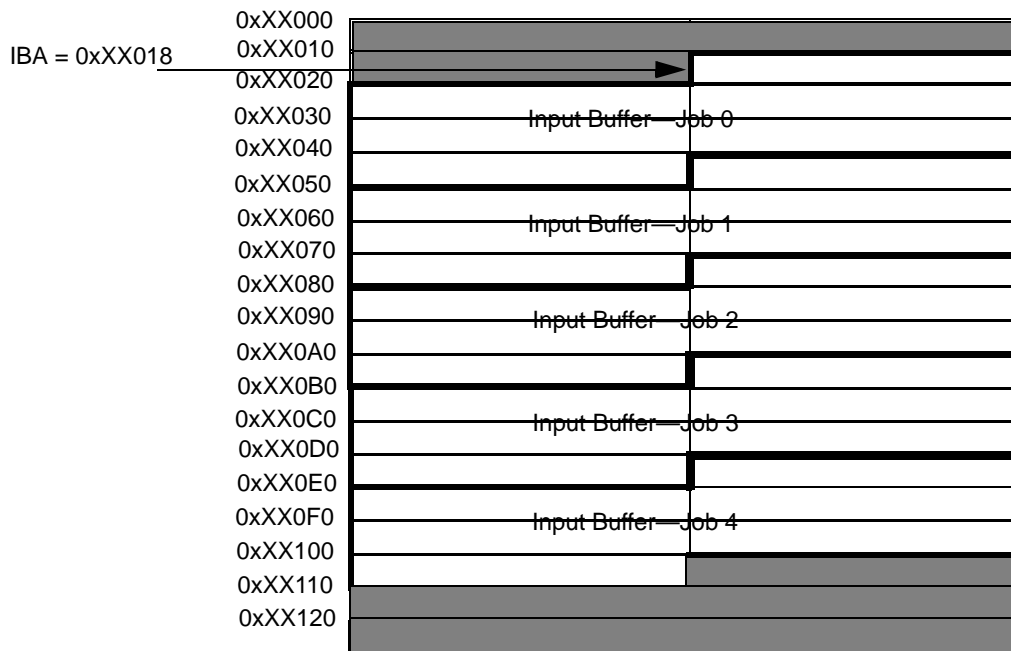 0xXX000
0xXX010
IBA = 0xXX018
0xXX020
0xXX030
Input Buffer—Job 0
0xXX040
0xXX050
0xXX060
Input Buffer—Job 1
0xXX070
0xXX080
0xXX090
Input Buffer—Job 2
0xXX0A0
0xXX0B0
0xXX0C0
Input Buffer—Job 3
0xXX0D0
0xXX0E0
0xXX0F0
Input Buffer—Job 4
0xXX100
0xXX110
0xXX120